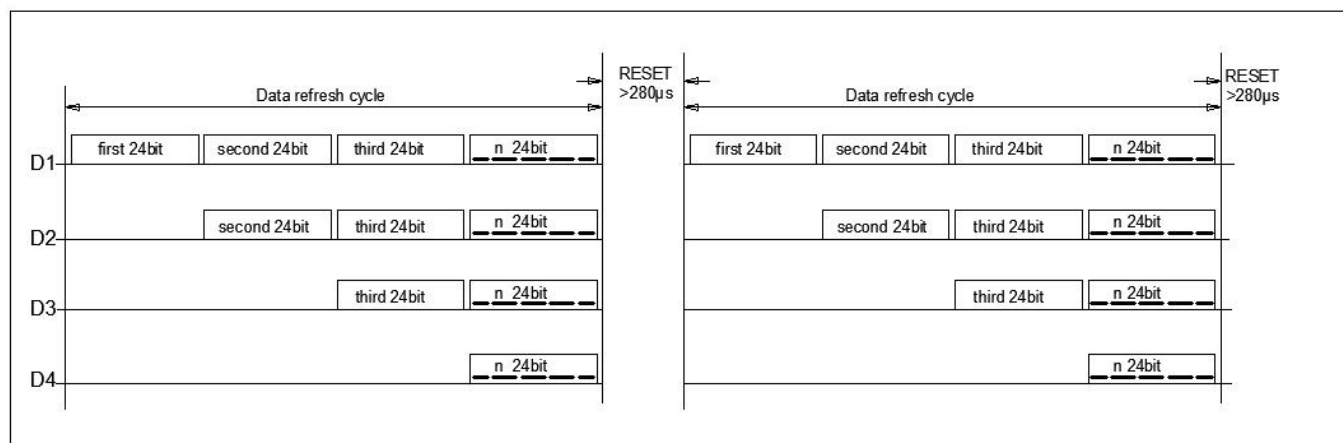 RESET
>280µs
RESET
>280µs
Data refresh cycle
Data refresh cycle
D1 first 24bit second 24bit third 24bit n 24bit first 24bit second 24bit third 24bit n 24bit
D2 second 24bit third 24bit n 24bit second 24bit third 24bit n 24bit
D3 third 24bit n 24bit third 24bit n 24bit
D4 n 24bit n 24bit